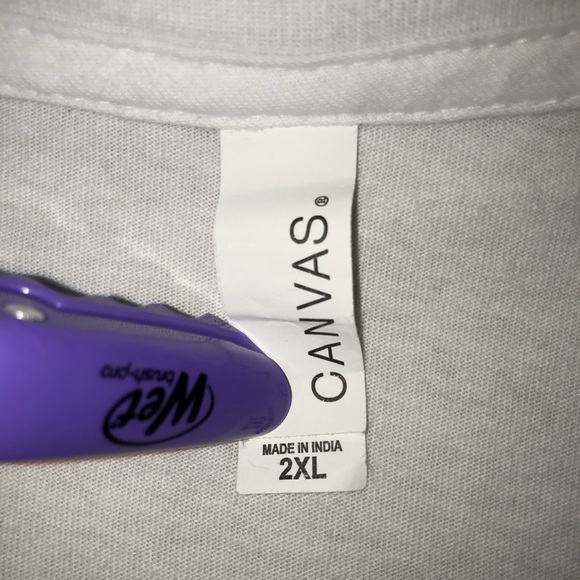 CANVAS®
MADE IN INDIA
2XL
Wet
brush-pro